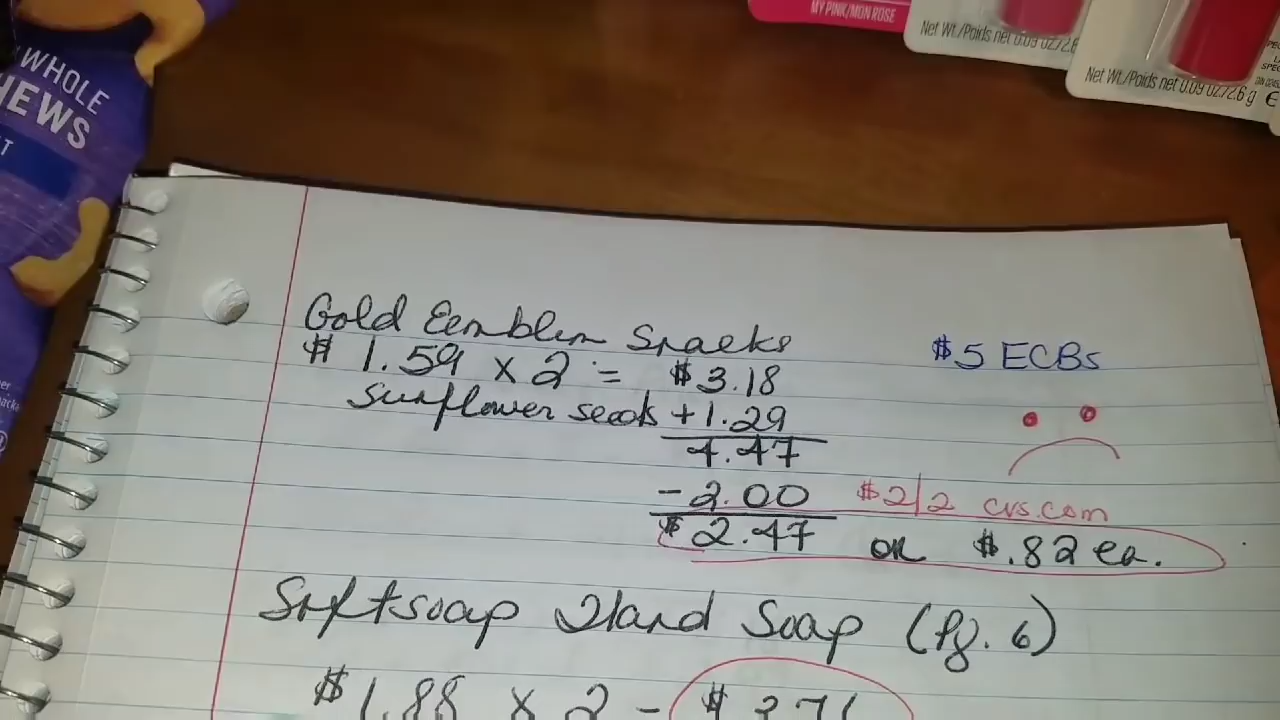 WHOLE
MY PINK/MON ROSE
Net Wt./Poids net 0.09 OZ/2.6
Net Wt./Poids net 0.09 OZ/2.6 g
Gold Eemblem Snacks
$ 1.59 x 2 = $3.18
$5 ECBs
Sunflower seeds +1.29
4.47
-2.00 $2/2 cvs.com
$2.47 or $.82 ea.
Softsoap Hand Soap (pg. 6)
$1.88 x 2 =